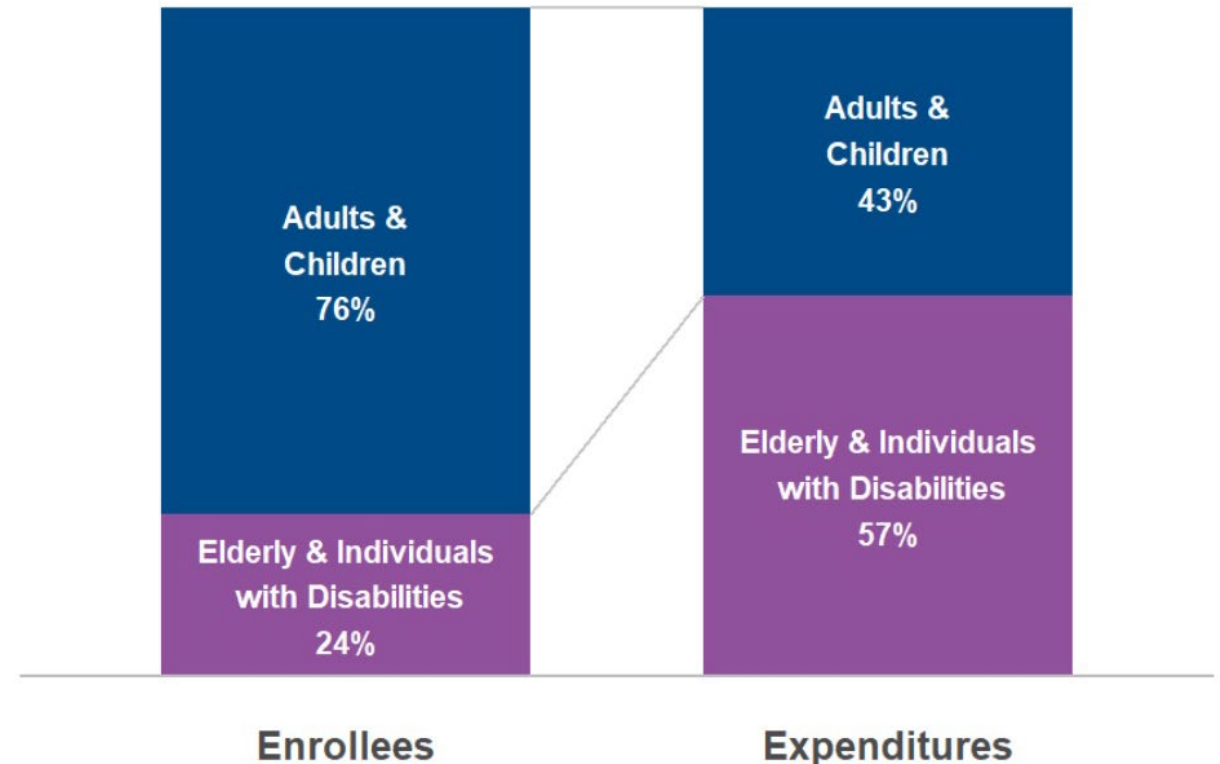 Adults &
Children
76%
Elderly & Individuals
with Disabilities
24%
Adults &
Children
43%
Elderly & Individuals
with Disabilities
57%
Enrollees
Expenditures